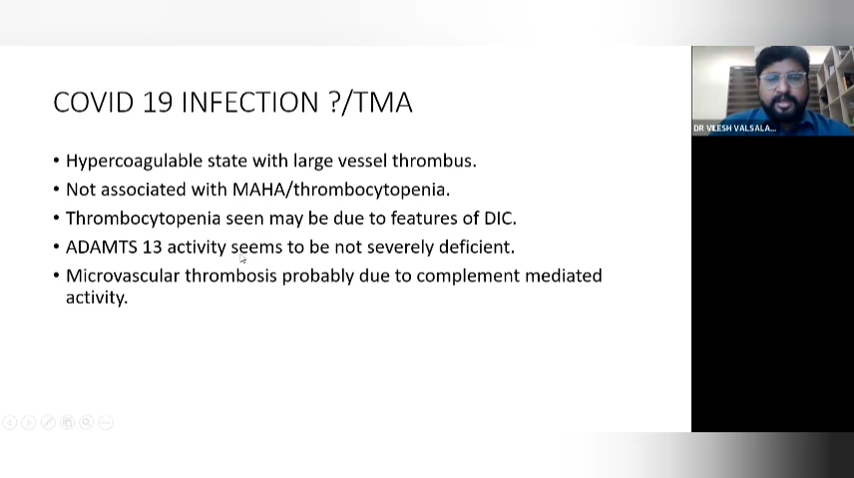 COVID 19 INFECTION ?/TMA
• Hypercoagulable state with large vessel thrombus.
• Not associated with MAHA/thrombocytopenia.
• Thrombocytopenia seen may be due to features of DIC.
• ADAMTS 13 activity seems to be not severely deficient.
• Microvascular thrombosis probably due to complement mediated
activity.
DR VILESH VALSALA...